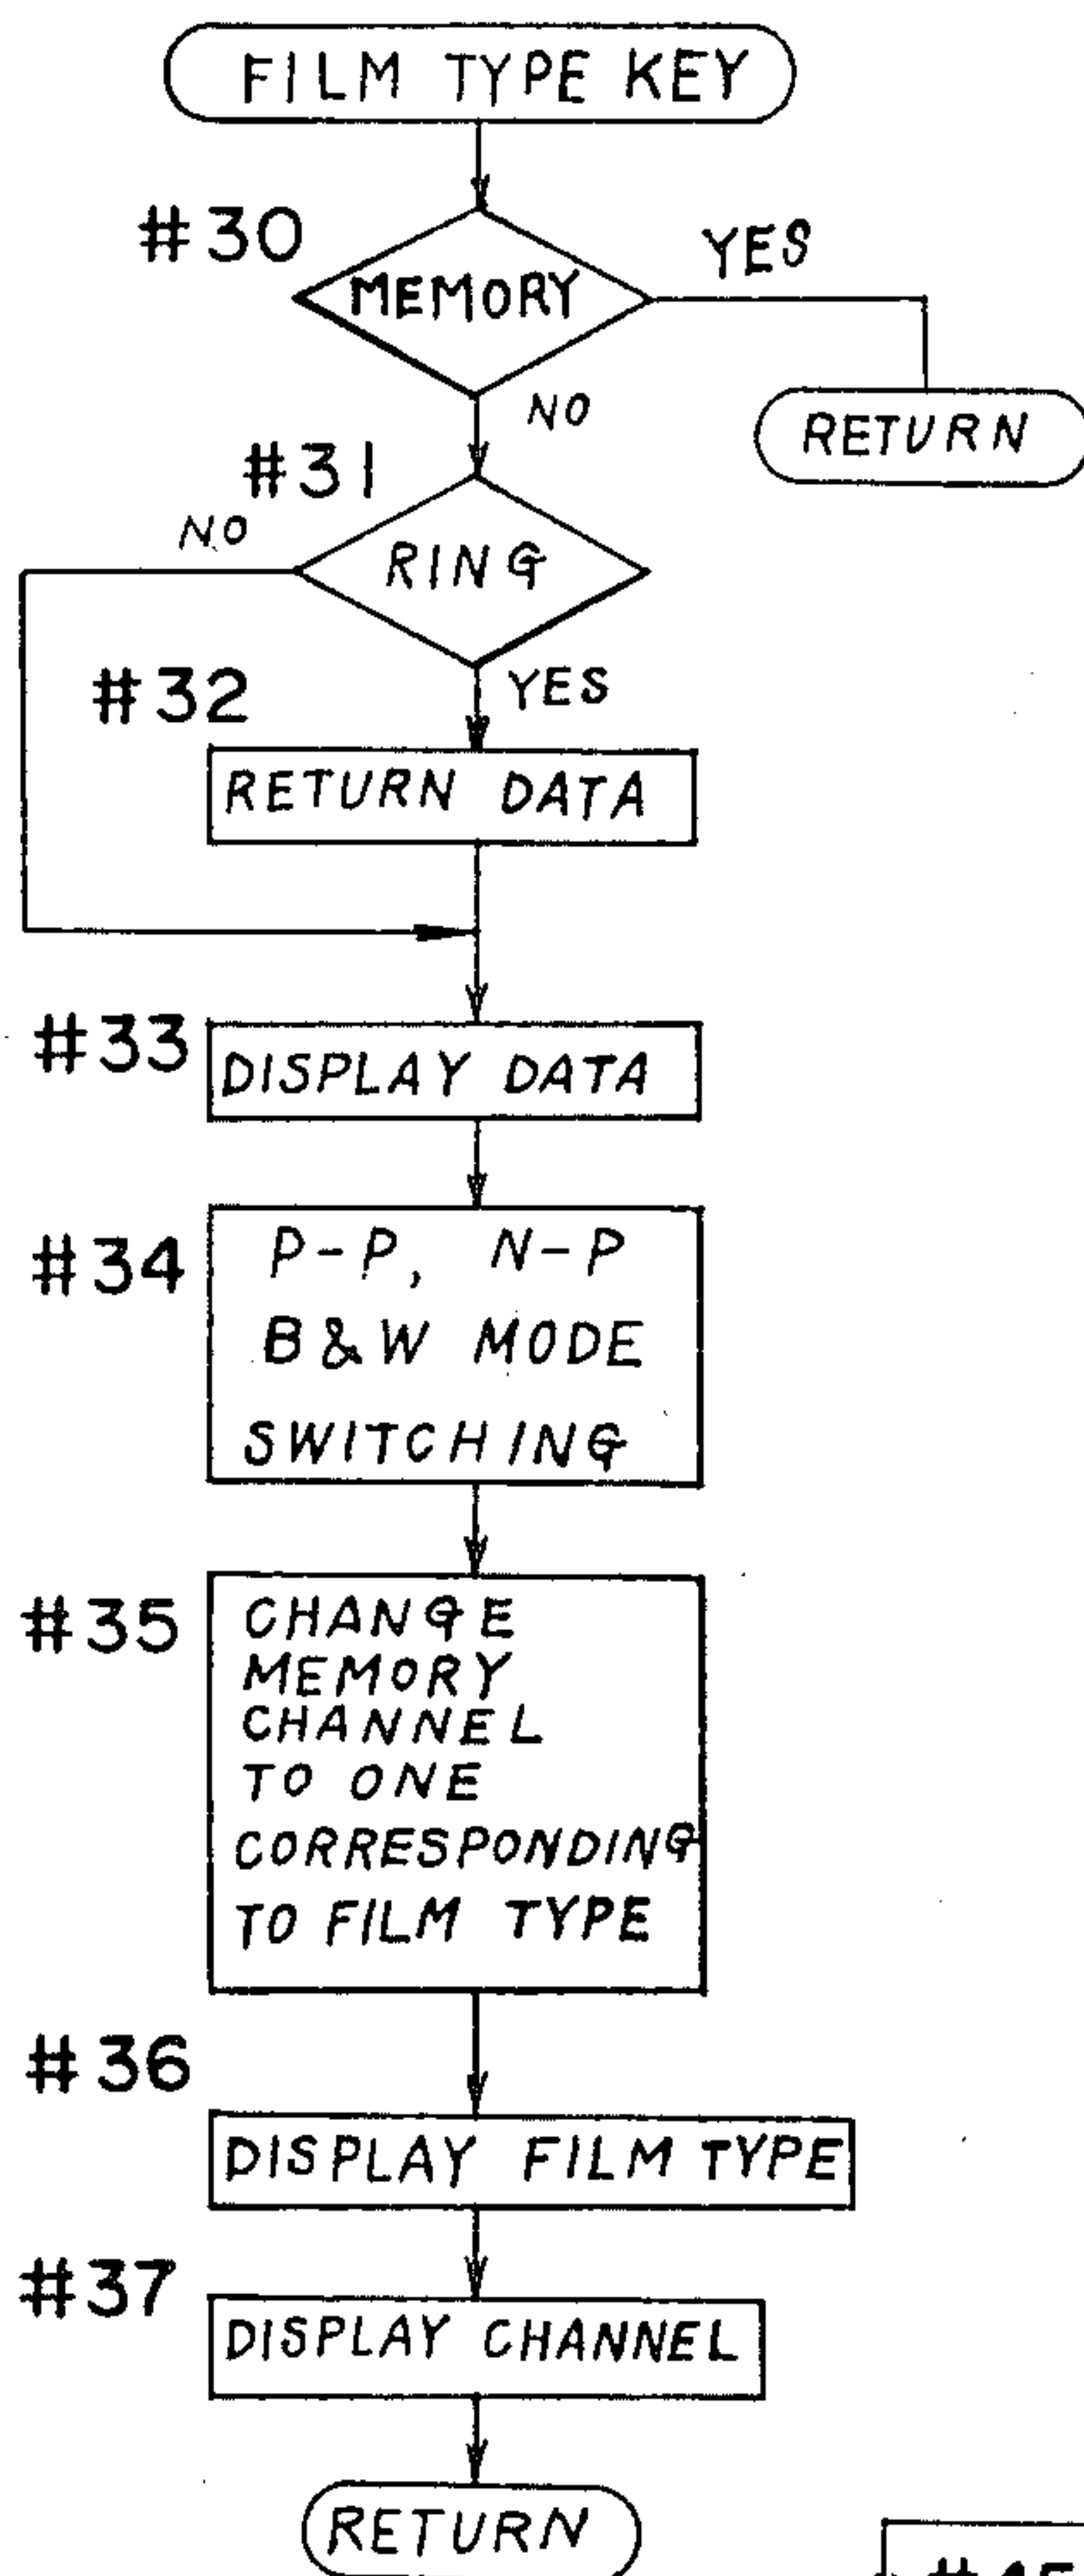 FILM TYPE KEY
#30
MEMORY
YES
NO
RETURN
#31
NO
RING
#32
YES
RETURN DATA
#33
DISPLAY DATA
#34
P-P, N-P
B&W MODE
SWITCHING
#35
CHANGE
MEMORY
CHANNEL
TO ONE
CORRESPONDING
TO FILM TYPE
#36
DISPLAY FILM TYPE
#37
DISPLAY CHANNEL
RETURN